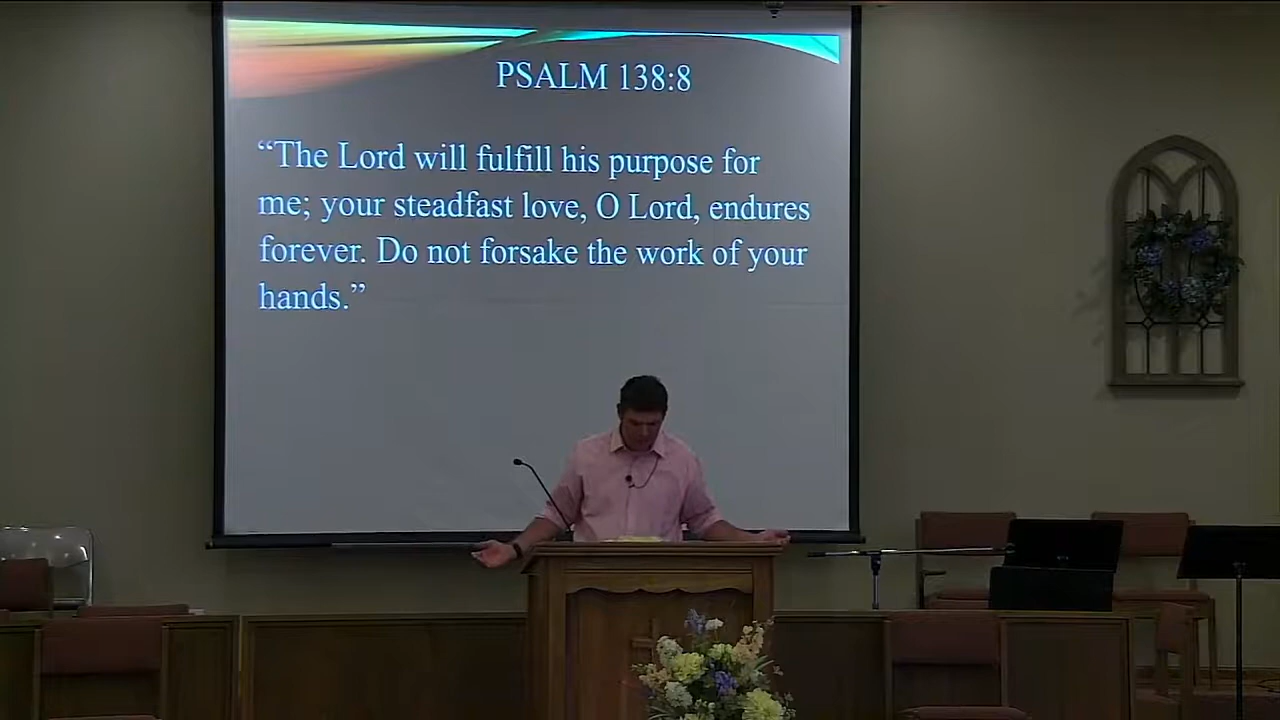 PSALM 138:8
“The Lord will fulfill his purpose for
me; your steadfast love, O Lord, endures
forever. Do not forsake the work of your
hands.”